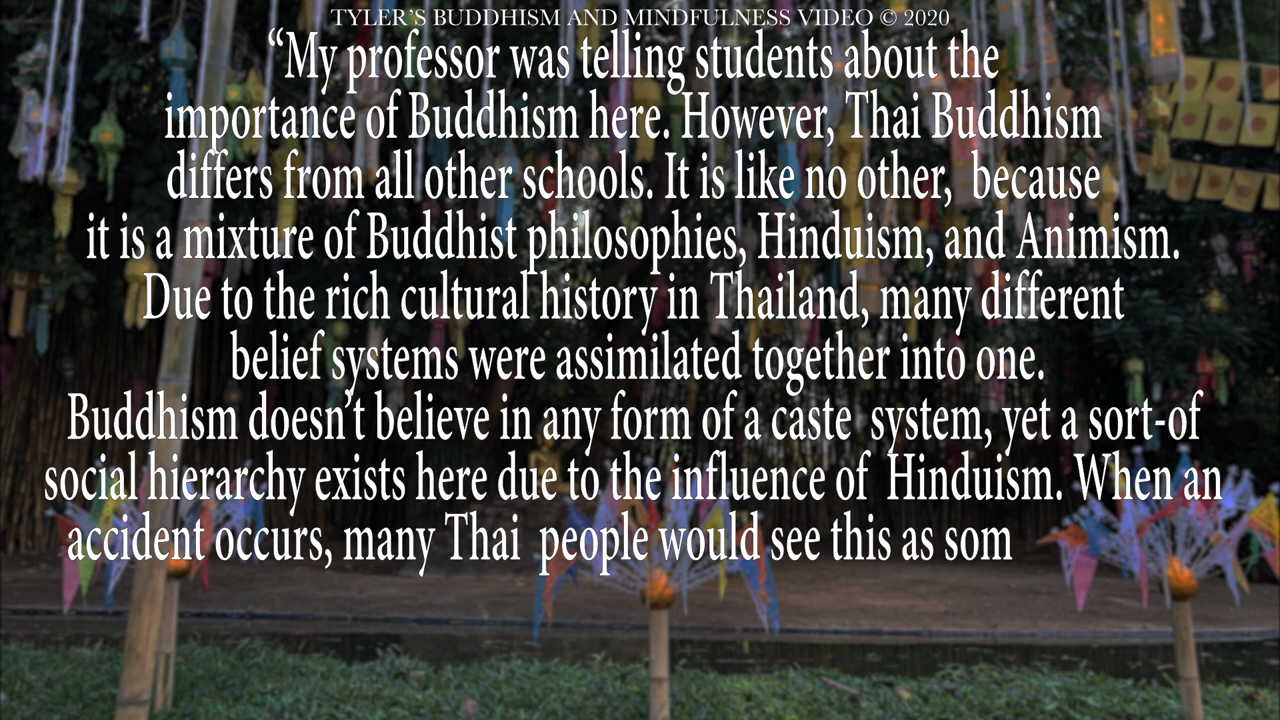 TYLER'S BUDDHISM AND MINDFULNESS VIDEO © 2020
“My professor was telling students about the
importance of Buddhism here. However, Thai Buddhism
differs from all other schools. It is like no other, because
it is a mixture of Buddhist philosophies, Hinduism, and Animism.
Due to the rich cultural history in Thailand, many different
belief systems were assimilated together into one.
Buddhism doesn't believe in any form of a caste system, yet a sort-of
social hierarchy exists here due to the influence of Hinduism. When an
accident occurs, many Thai people would see this as som